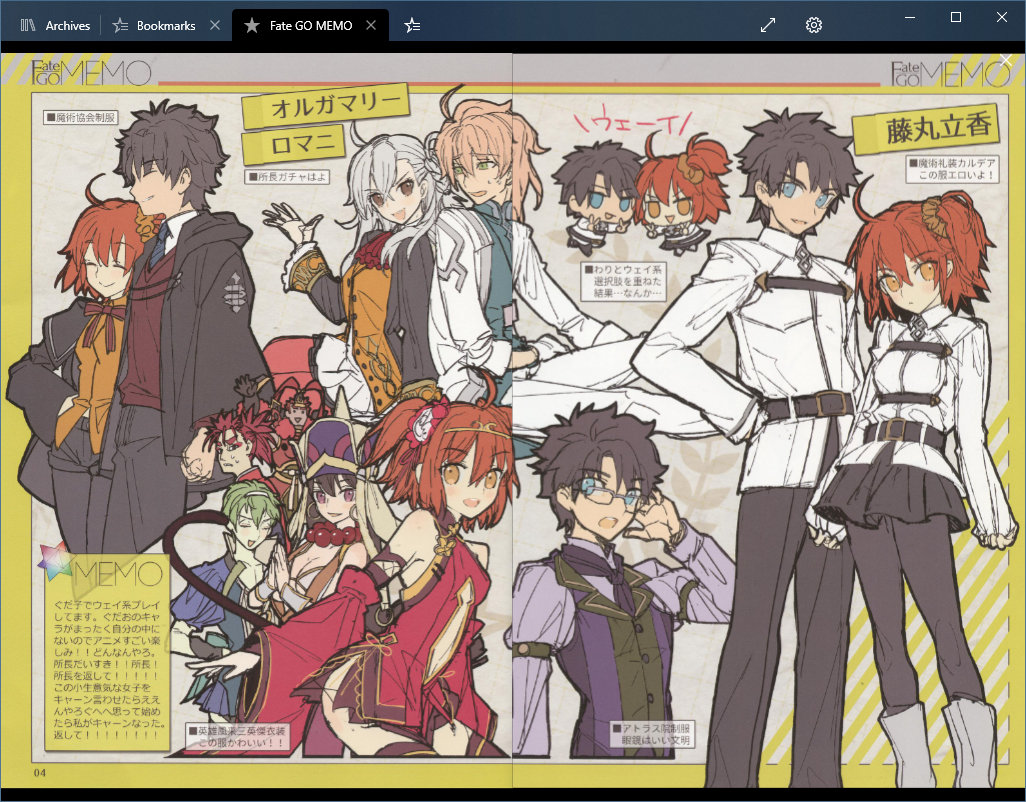 Archives
Bookmarks
Fate GO MEMO
Fate
GO MEMO
Fate
GO MEMO
■魔術協会制服
オルガマリー
ロマニ
■所長ガチャはよ
\ウェーイ/
藤丸立香
■魔術礼装カルデア
この服エロいよ!
■わりとウェイ系
選択肢を重ねた
結果…なんか…
MEMO
ぐだ子でウェイ系プレイ
してます。ぐだおのキャ
ラがまったく自分の中に
ないのでアニメすごい楽
しみ!!どんなんやろ。
所長だいすき!!所長!
所長を返して!!!!!
この小生意気な女子を
キャーン言わせたらええ
んやろぐへへ思って始め
たら私がキャーンなった。
返して!!!!!!!!
■英雄風采三英傑衣装
この服かわいい!!
■アトラス院制服
眼鏡はいい文明
04